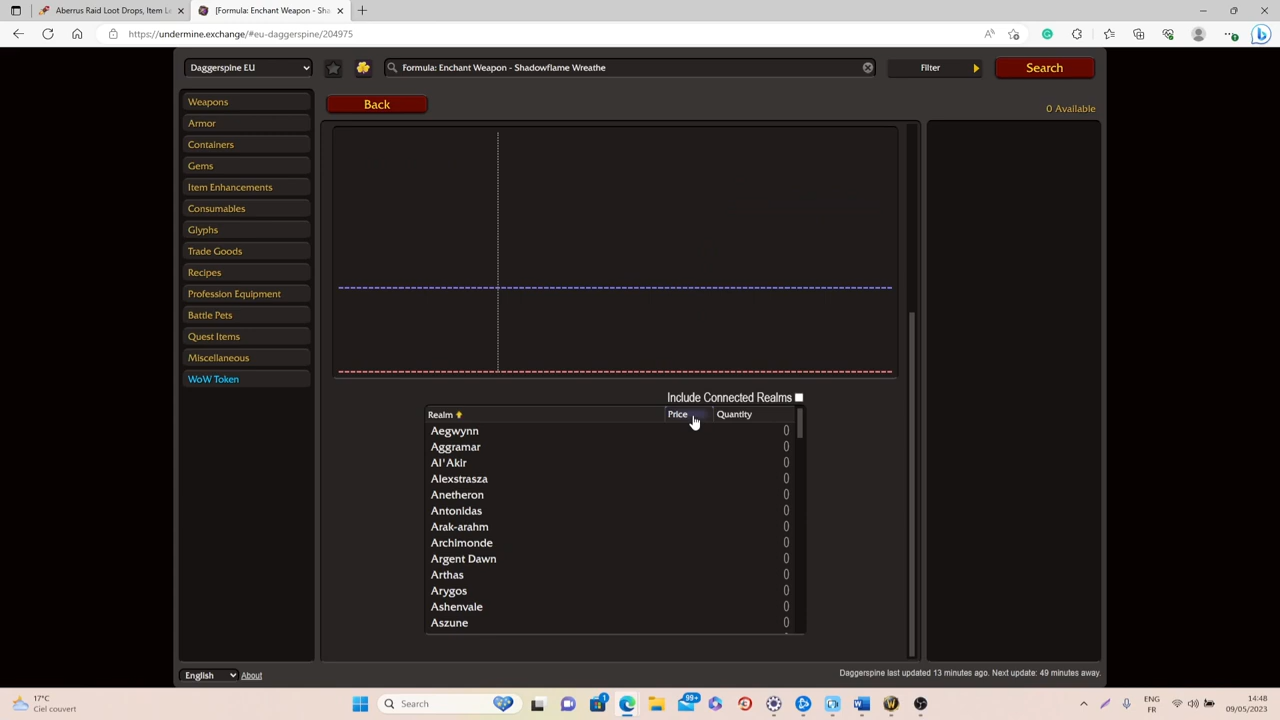 Aberrus Raid Loot Drops, Item Le
[Formula: Enchant Weapon - Sha
https://undermine.exchange/#eu-daggerspine/204975
Daggerspine EU
Formula: Enchant Weapon - Shadowflame Wreathe
Filter
Search
Back
0 Available
Weapons
Armor
Containers
Gems
Item Enhancements
Consumables
Glyphs
Trade Goods
Recipes
Profession Equipment
Battle Pets
Quest Items
Miscellaneous
WoW Token
Include Connected Realms
Realm Price Quantity
Aegwynn 0
Aggramar 0
Al'Akir 0
Alexstrasza 0
Anetheron 0
Antonidas 0
Arak-arahm 0
Archimonde 0
Argent Dawn 0
Arthas 0
Arygos 0
Ashenvale 0
Aszune 0
English About
Daggerspine last updated 13 minutes ago. Next update: 49 minutes away.
17°C
Ciel couvert
Search
99+
ENG
FR
14:48
09/05/2023